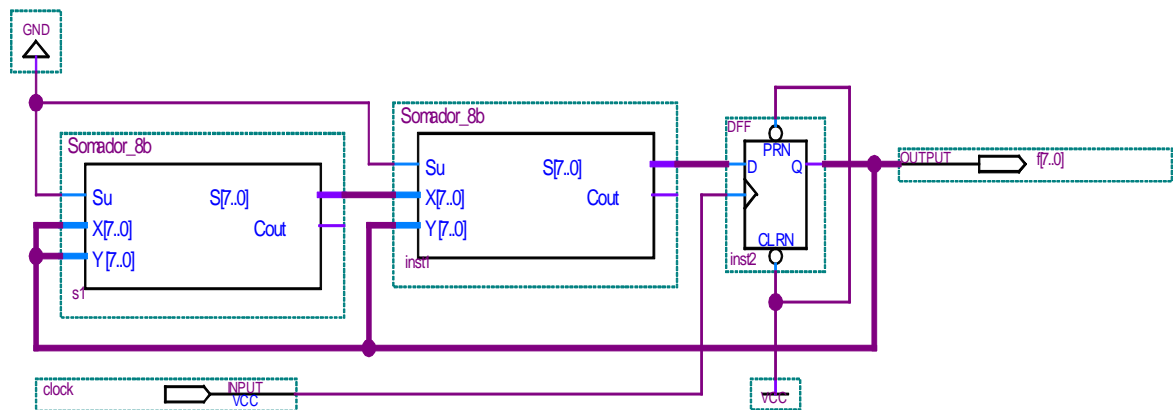 GND
Somador_8b
Su
X[7..0]
Y[7..0]
S[7..0]
Cout
s1
Somador_8b
Su
X[7..0]
Y[7..0]
S[7..0]
Cout
inst1
DFF
PRN
D
Q
CLRN
inst2
OUTPUT
f[7..0]
clock
INPUT
VCC
VCC